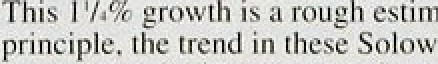 This 1¼% growth is a rough estim
principle, the trend in these Solow